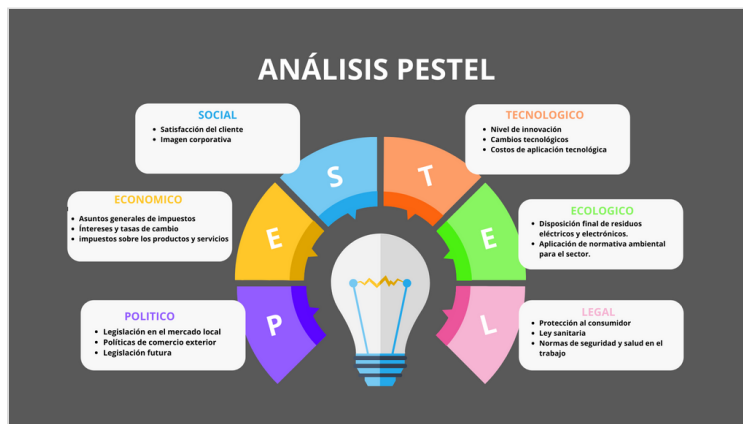 ANÁLISIS PESTEL
SOCIAL
• Satisfacción del cliente
• Imagen corporativa
TECNOLOGICO
• Nivel de innovación
• Cambios tecnológicos
• Costos de aplicación tecnológica
ECONOMICO
• Asuntos generales de impuestos
• Íntereses y tasas de cambio
• impuestos sobre los productos y servicios
ECOLOGICO
• Disposición final de residuos
eléctricos y electrónicos.
• Aplicación de normativa ambiental
para el sector.
POLITICO
• Legislación en el mercado local
• Políticas de comercio exterior
• Legislación futura
LEGAL
• Protección al consumidor
• Ley sanitaria
• Normas de seguridad y salud en el
trabajo
P
E
S
T
E
L